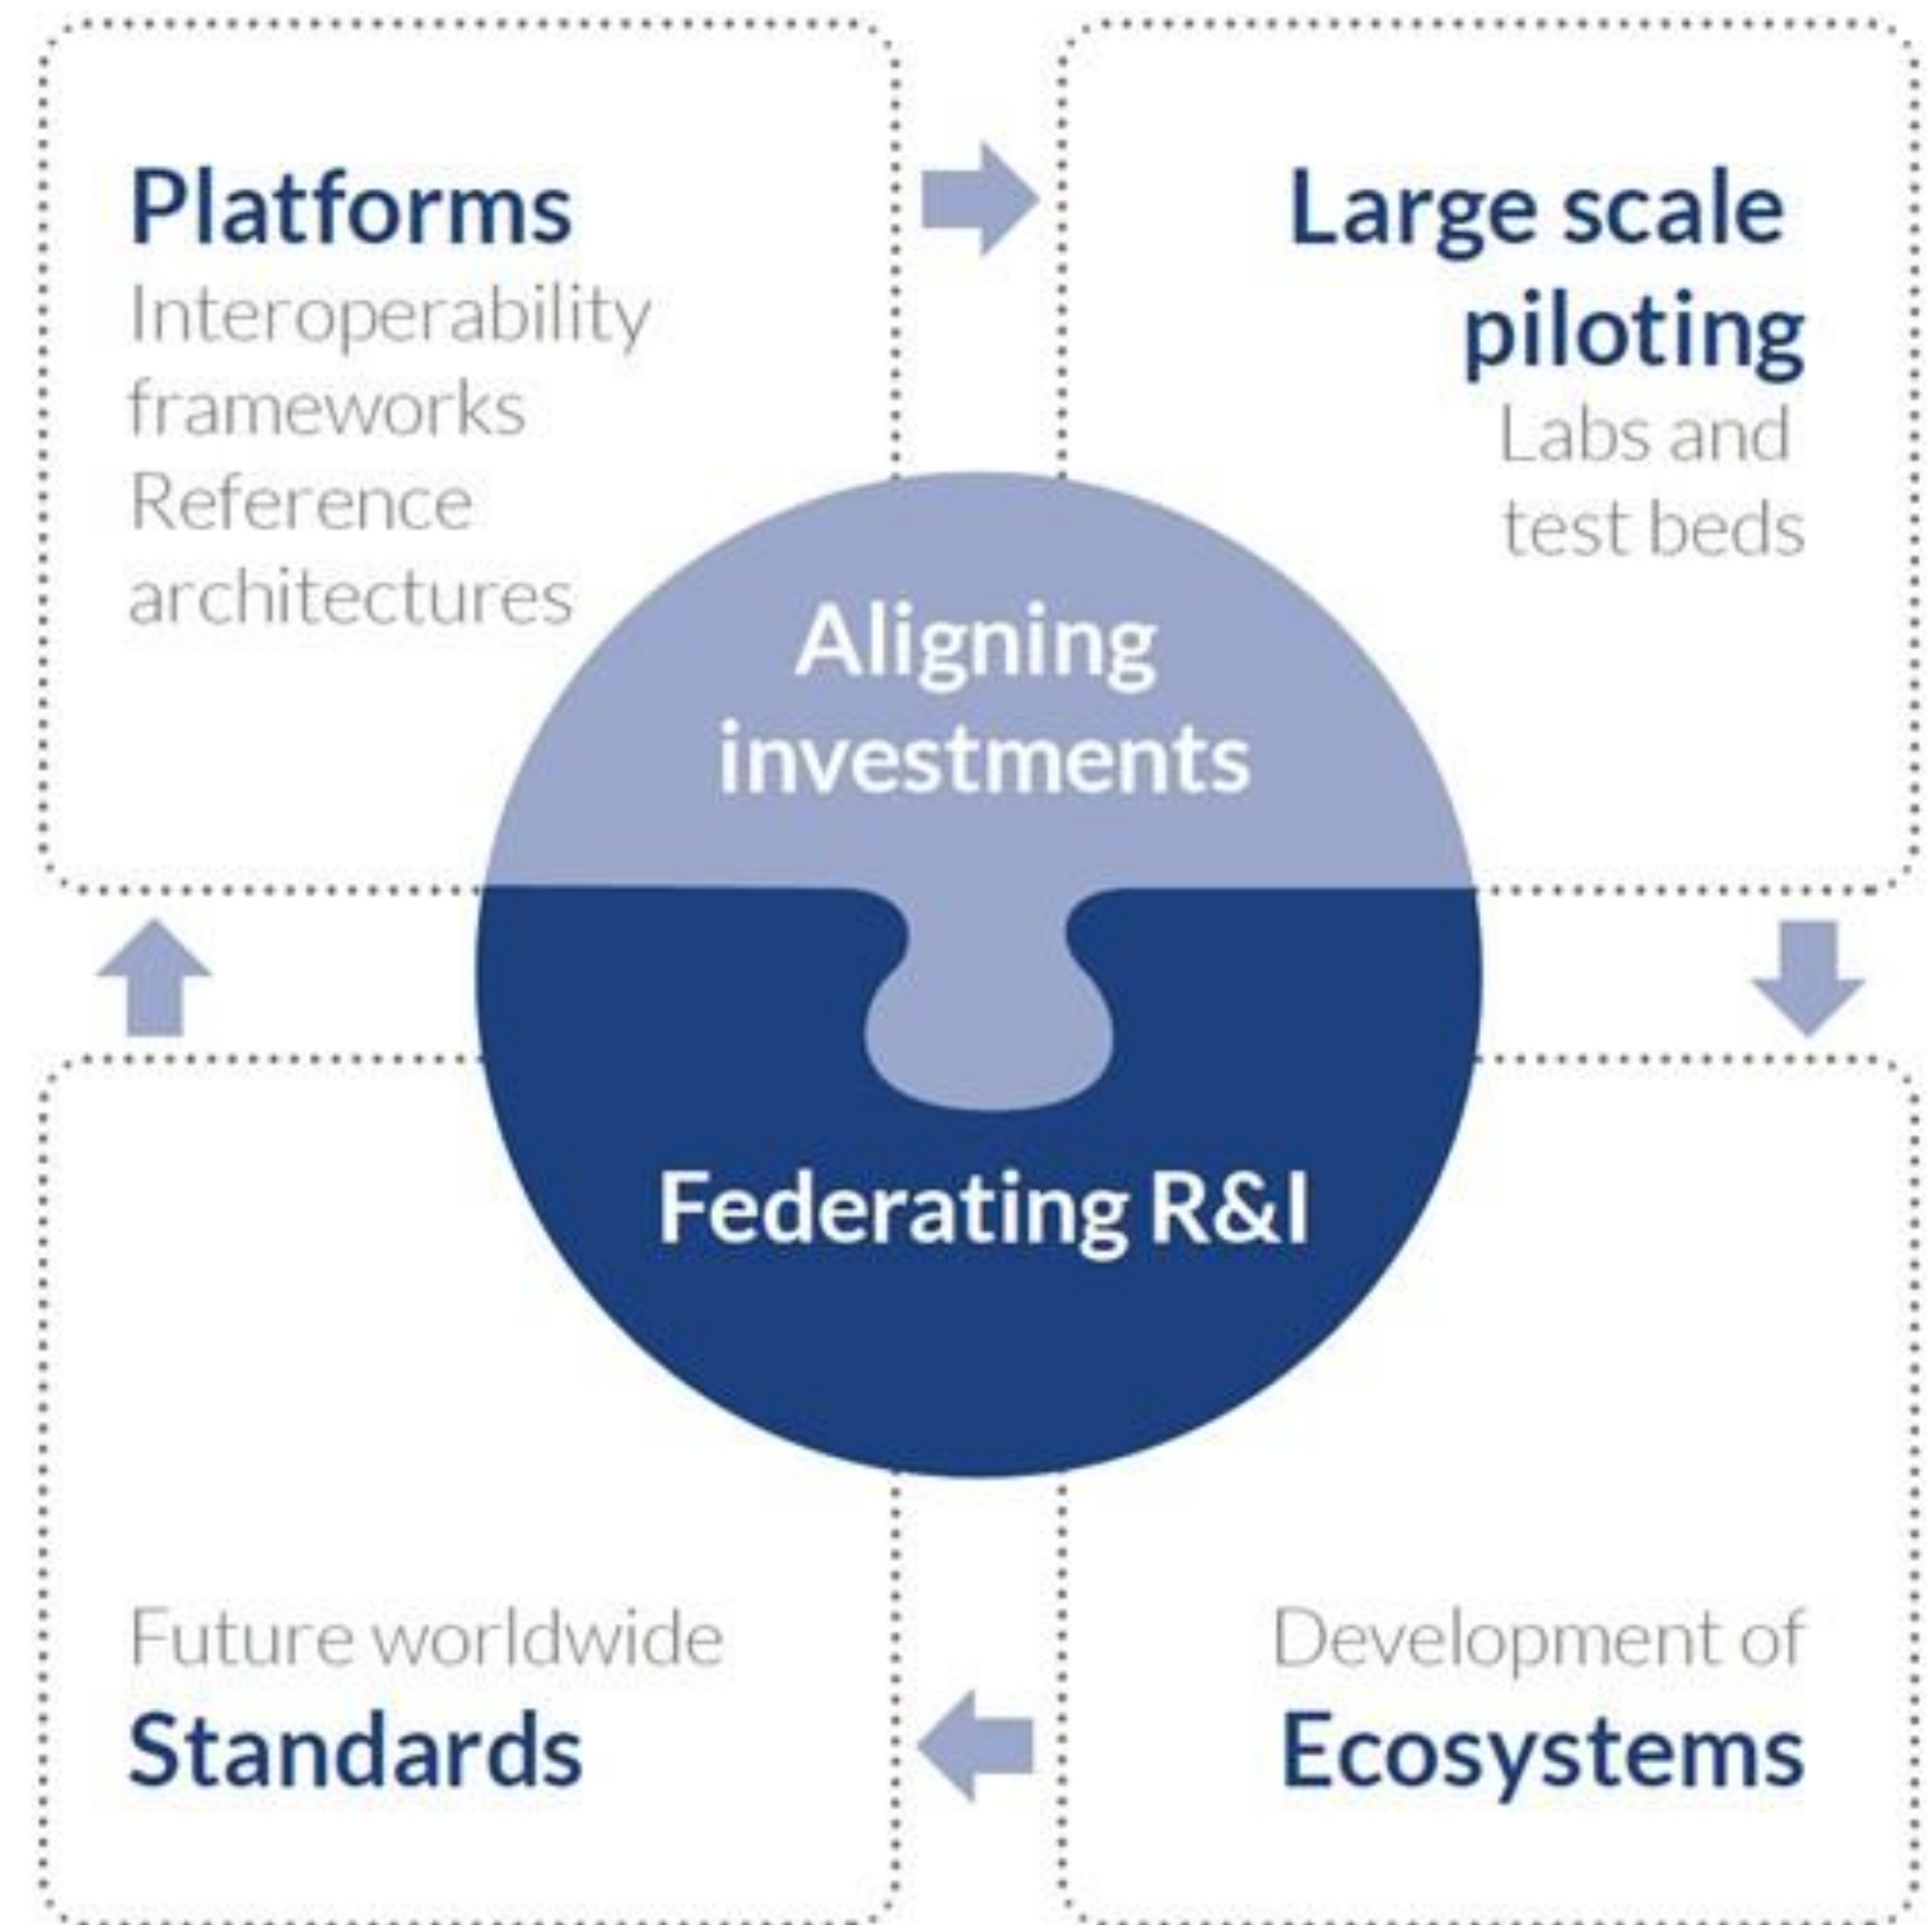 Platforms
Interoperability
frameworks
Reference
architectures
Large scale
piloting
Labs and
test beds
Aligning
investments
Federating R&I
Future worldwide
Standards
Development of
Ecosystems